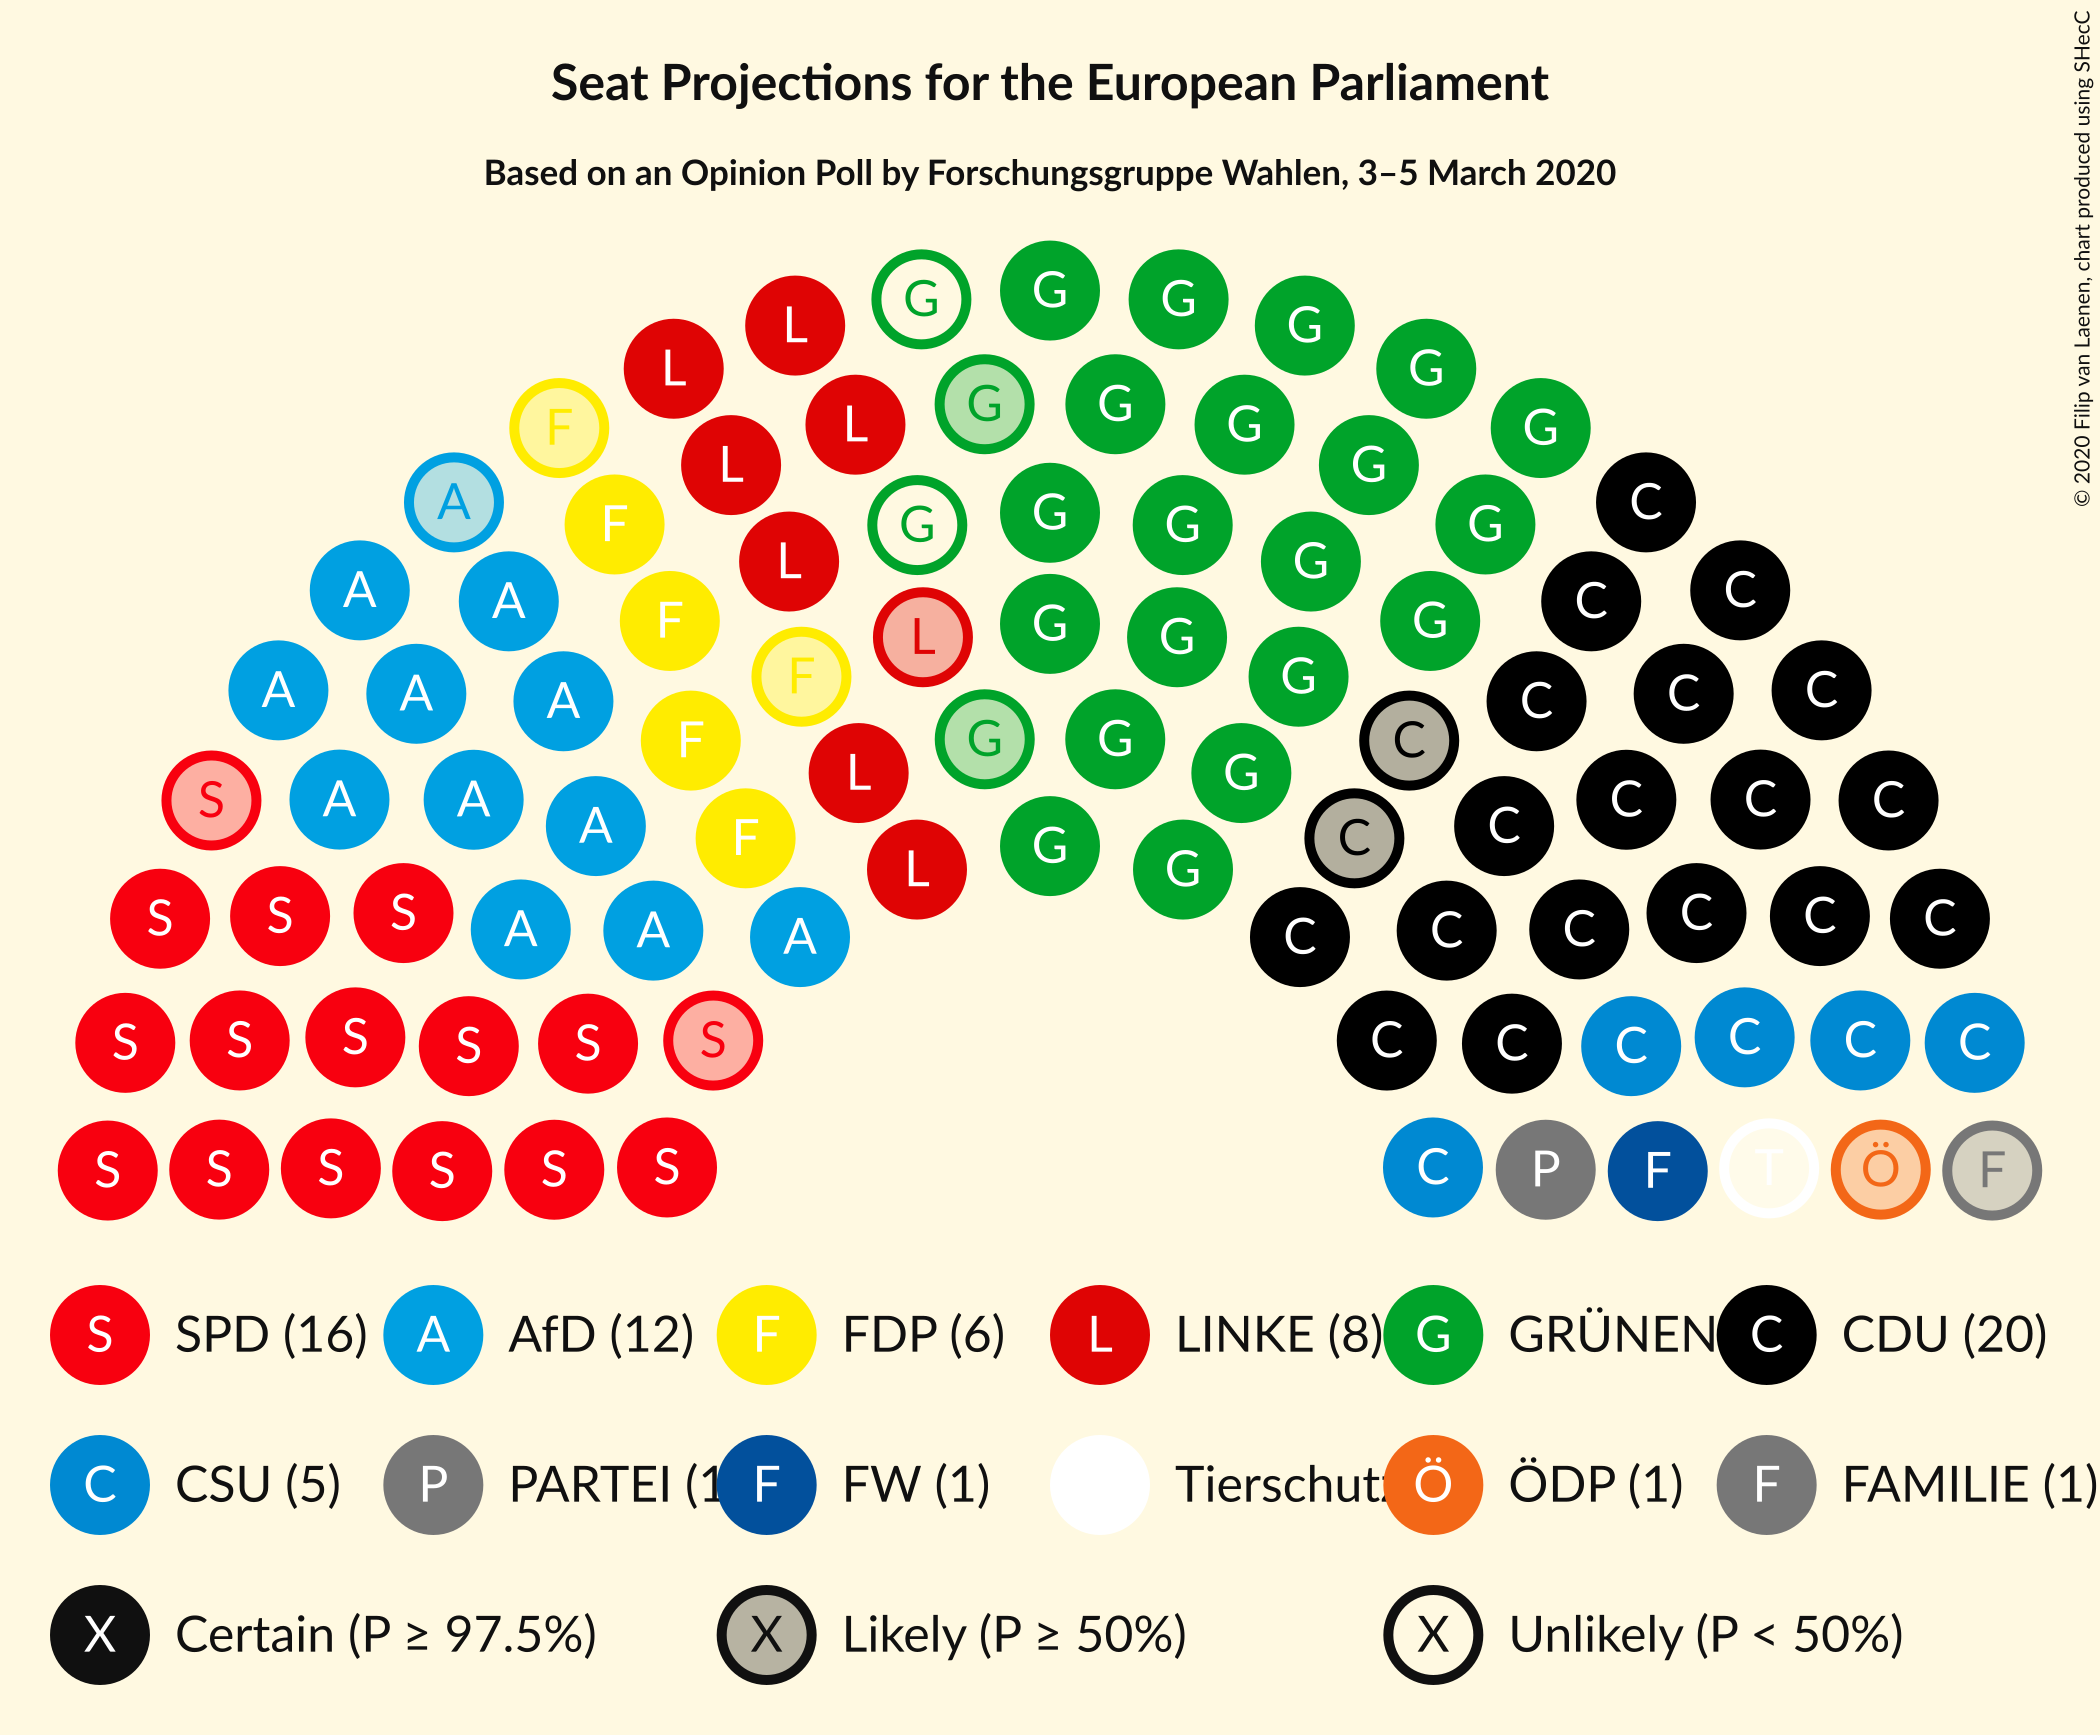 Seat Projections for the European Parliament
Based on an Opinion Poll by Forschungsgruppe Wahlen, 3–5 March 2020
© 2020 Filip van Laenen, chart produced using SHecC
G G G G G
L L G G
F L L G G G G G
A F L G G G G G C
A A F L G G G G C C
A A A F F L G G G C C C C
S A A A F L G G G C C C C C
S S S A A A F L G G C C C C C C C
S S S S S S C C C C C C
S S S S S S C P F T Ö F
S SPD (16) A AfD (12) F FDP (6) L LINKE (8) G GRÜNEN C CDU (20)
C CSU (5) P PARTEI (1 F FW (1) Tierschutz Ö ÖDP (1) F FAMILIE (1)
X Certain (P ≥ 97.5%) X Likely (P ≥ 50%) X Unlikely (P < 50%)